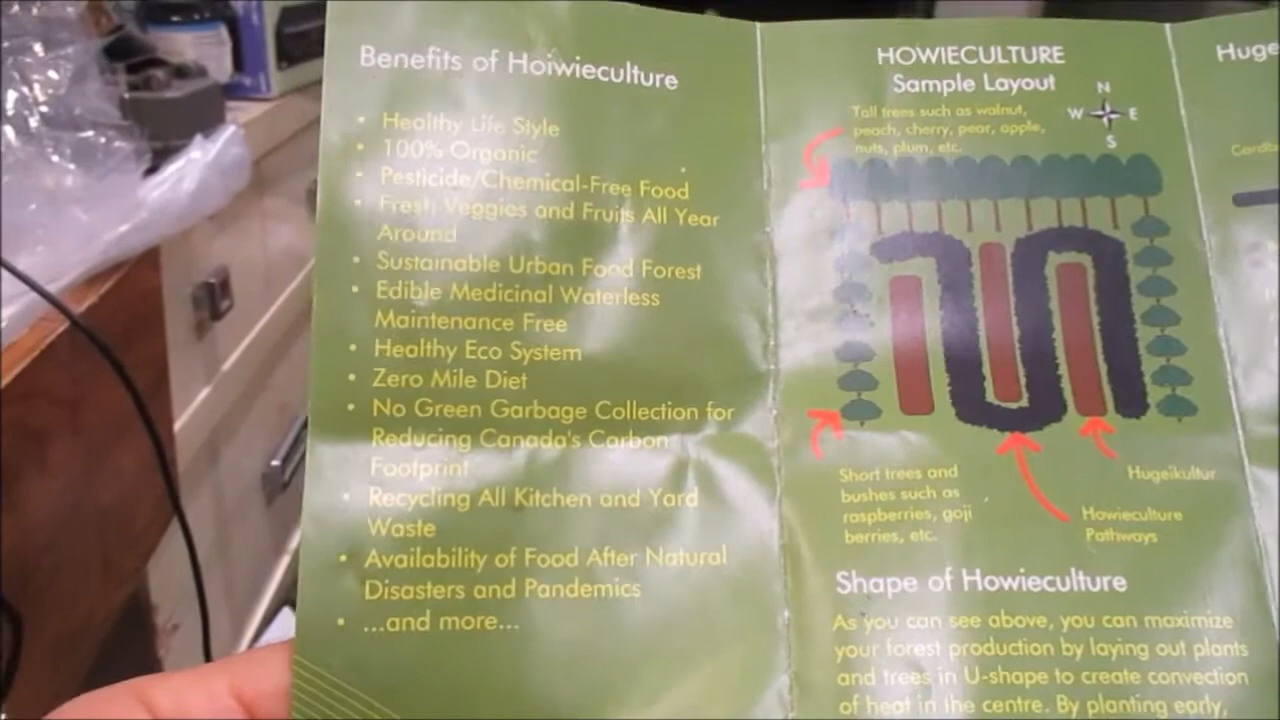 Benefits of Hoiwieculture
• Healthy Life Style
• 100% Organic
• Pesticide/Chemical-Free Food
• Fresh Veggies and Fruits All Year
Around
• Sustainable Urban Food Forest
• Edible Medicinal Waterless
Maintenance Free
• Healthy Eco System
• Zero Mile Diet
• No Green Garbage Collection for
Reducing Canada's Carbon
Footprint
• Recycling All Kitchen and Yard
Waste
• Availability of Food After Natural
Disasters and Pandemics
• ...and more...
HOWIECULTURE
Sample Layout
Tall trees such as walnut,
peach, cherry, pear, apple,
nuts, plum, etc.
N
W E
S
Short trees and
bushes such as
raspberries, goji
berries, etc.
Hugeikultur
Howieculture
Pathways
Shape of Howieculture
As you can see above, you can maximize
your forest production by laying out plants
and trees in U-shape to create convection
of heat in the centre. By planting early,
Huge